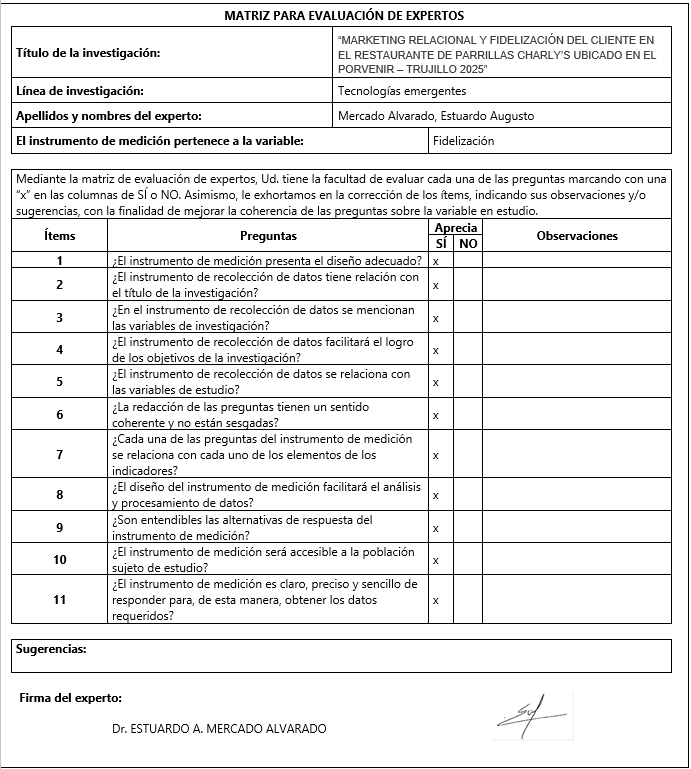 MATRIZ PARA EVALUACIÓN DE EXPERTOS
Título de la investigación:
“MARKETING RELACIONAL Y FIDELIZACIÓN DEL CLIENTE EN
EL RESTAURANTE DE PARRILLAS CHARLY’S UBICADO EN EL
PORVENIR – TRUJILLO 2025”
Línea de investigación:
Tecnologías emergentes
Apellidos y nombres del experto:
Mercado Alvarado, Estuardo Augusto
El instrumento de medición pertenece a la variable:
Fidelización
Mediante la matriz de evaluación de expertos, Ud. tiene la facultad de evaluar cada una de las preguntas marcando con una
“x” en las columnas de SÍ o NO. Asimismo, le exhortamos en la corrección de los ítems, indicando sus observaciones y/o
sugerencias, con la finalidad de mejorar la coherencia de las preguntas sobre la variable en estudio.
Ítems
Preguntas
Aprecia
SÍ NO
Observaciones
1 ¿El instrumento de medición presenta el diseño adecuado? x
2 ¿El instrumento de recolección de datos tiene relación con
el título de la investigación? x
3 ¿En el instrumento de recolección de datos se mencionan
las variables de investigación? x
4 ¿El instrumento de recolección de datos facilitará el logro
de los objetivos de la investigación? x
5 ¿El instrumento de recolección de datos se relaciona con
las variables de estudio? x
6 ¿La redacción de las preguntas tienen un sentido
coherente y no están sesgadas? x
7 ¿Cada una de las preguntas del instrumento de medición
se relaciona con cada uno de los elementos de los
indicadores? x
8 ¿El diseño del instrumento de medición facilitará el análisis
y procesamiento de datos? x
9 ¿Son entendibles las alternativas de respuesta del
instrumento de medición? x
10 ¿El instrumento de medición será accesible a la población
sujeto de estudio? x
11 ¿El instrumento de medición es claro, preciso y sencillo de
responder para, de esta manera, obtener los datos
requeridos? x
Sugerencias:
Firma del experto:
Dr. ESTUARDO A. MERCADO ALVARADO